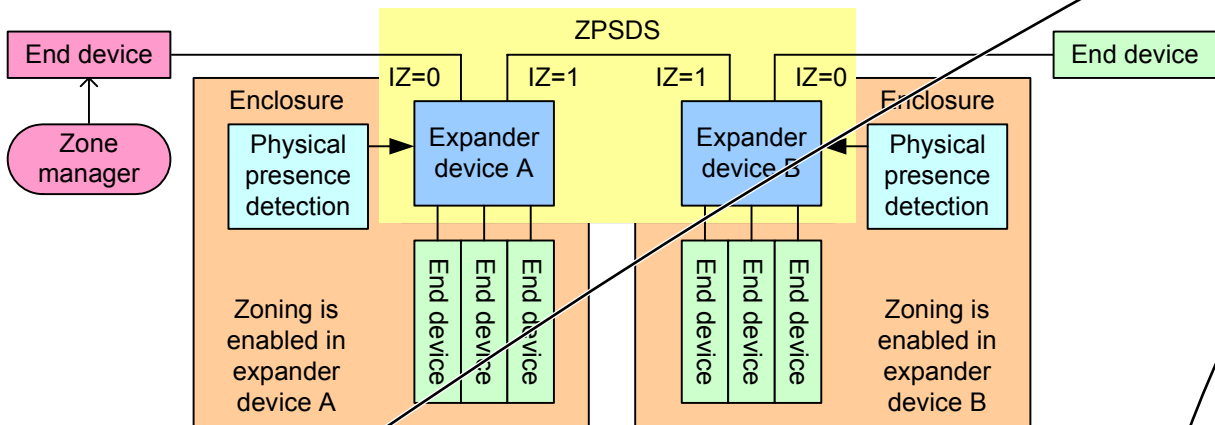 ZPSDS
End device
End device
IZ=0
IZ=1
IZ=1
IZ=0
Enclosure
Enclosure
Zone
manager
Physical
presence
detection
Expander
device A
Expander
device B
Physical
presence
detection
End device
End device
End device
End device
End device
End device
Zoning is
enabled in
expander
device A
Zoning is
enabled in
expander
device B